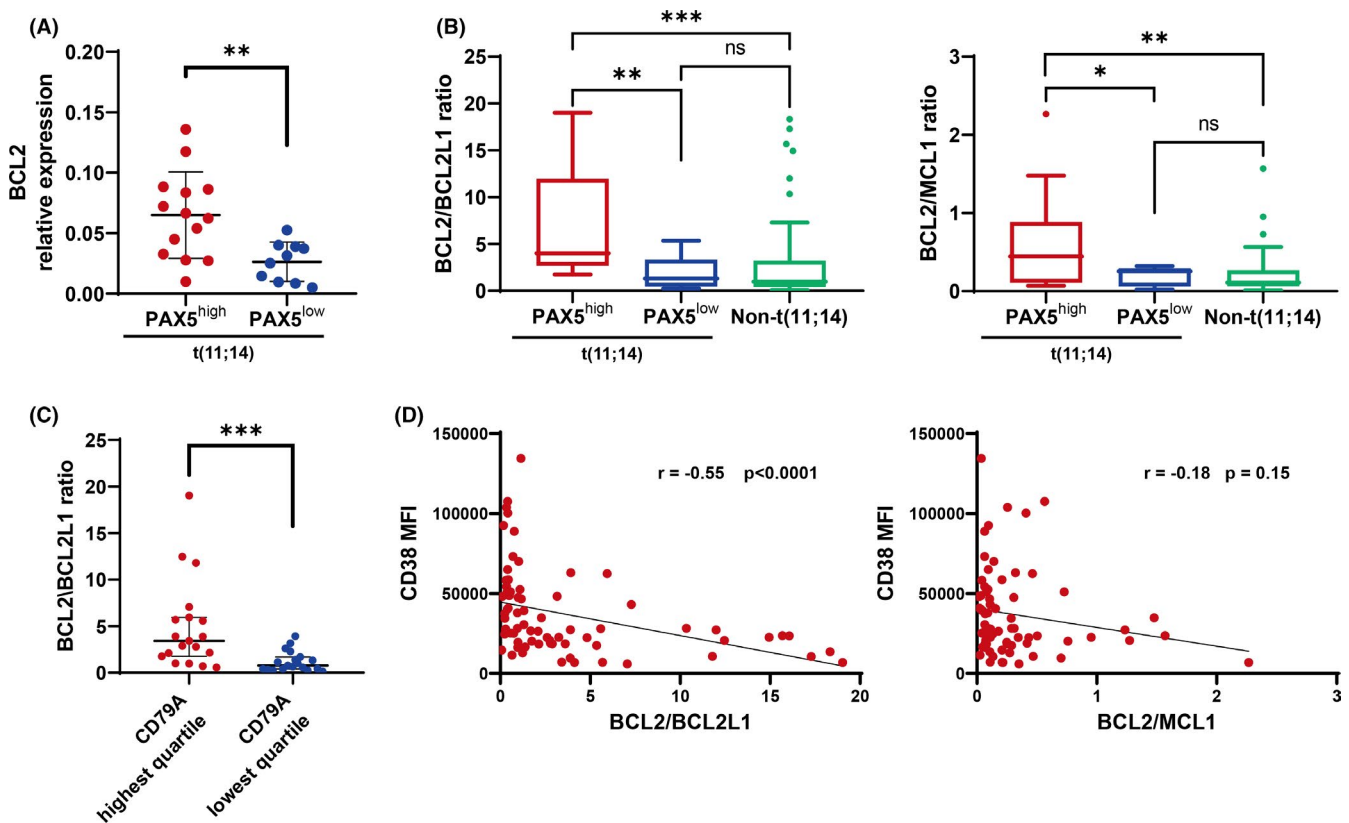 (A)
BCL2
relative expression
0.20
0.15
0.10
0.05
0.00
**
PAX5high
PAX5low
t(11;14)
(B)
BCL2/BCL2L1 ratio
25
20
15
10
5
0
***
**
ns
PAX5high
PAX5low
Non-t(11;14)
t(11;14)
BCL2/MCL1 ratio
3
2
1
0
**
*
ns
PAX5high
PAX5low
Non-t(11;14)
t(11;14)
(C)
BCL2\BCL2L1 ratio
25
20
15
10
5
0
***
CD79A
highest quartile
CD79A
lowest quartile
(D)
CD38 MFI
150000
100000
50000
0
r = -0.55 p<0.0001
0 5 10 15 20
BCL2/BCL2L1
CD38 MFI
150000
100000
50000
0
r = -0.18 p = 0.15
0 1 2 3
BCL2/MCL1